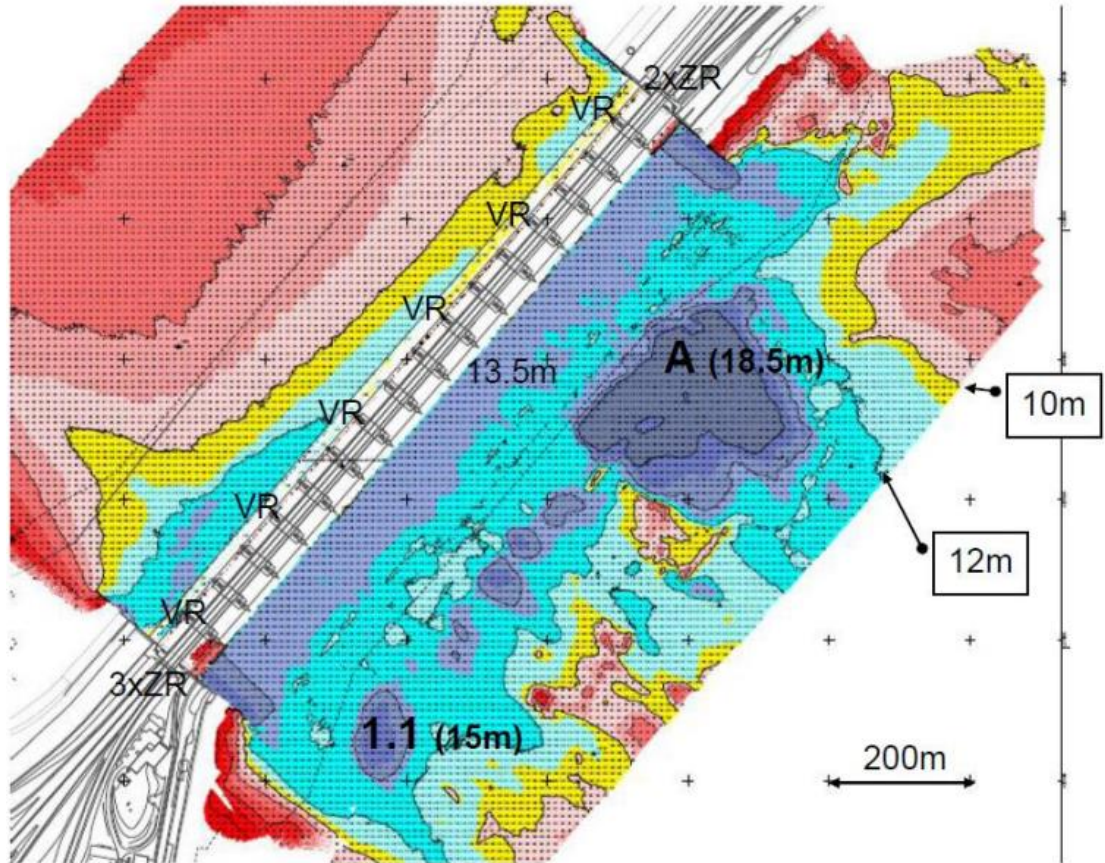 2xZR
VR
VR
VR
A (18.5m)
13.5m
10m
VR
VR
12m
VR
3xZR
1.1 (15m)
200m